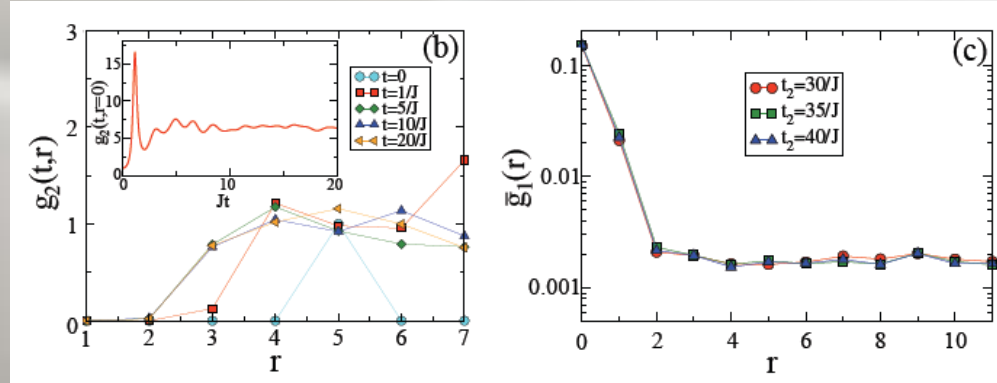 (b)
g₂(t,r)
3
2
1
0
1 2 3 4 5 6 7
r
g₂(t,r=0)
15
10
5
0
0 10 20
Jt
t=0
t=1/J
t=5/J
t=10/J
t=20/J
(c)
ḡ₁(r)
0.1
0.01
0.001
0 2 4 6 8 10
r
t₂=30/J
t₂=35/J
t₂=40/J